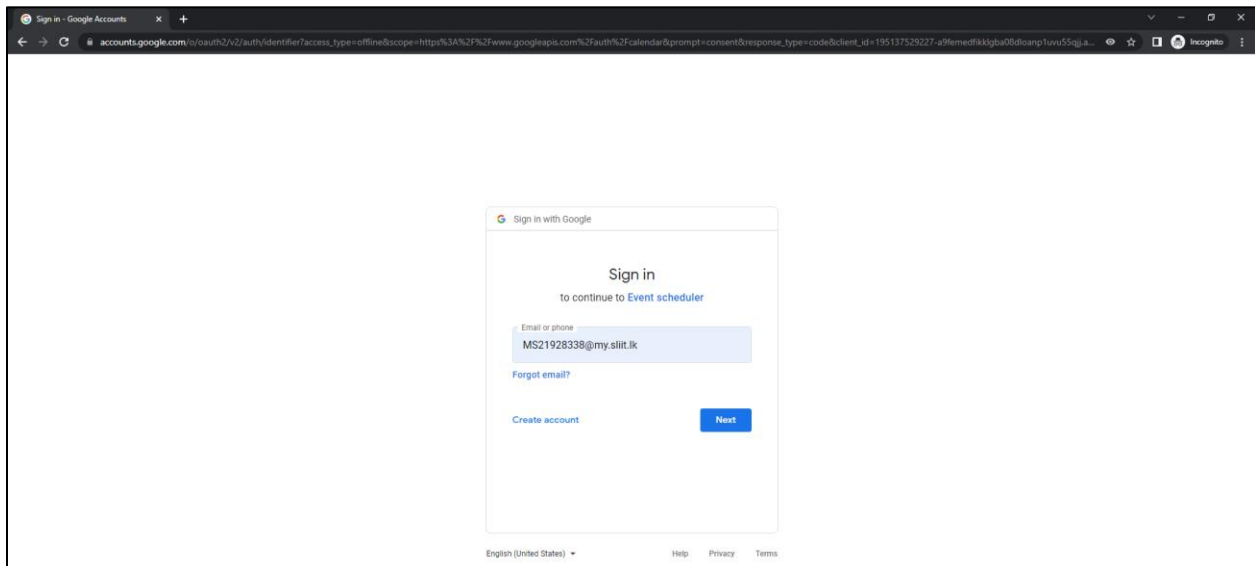 Sign in - Google Accounts
accounts.google.com/o/oauth2/v2/auth/identifier?access_type=offline&scope=https%3A%2F%2Fwww.googleapis.com%2Fauth%2Fcalendar&prompt=consent&response_type=code&client_id=195137529227-a9femedfikklgba08dloanp1uvu55qjj.a... Incognito
Sign in with Google
Sign in
to continue to Event scheduler
Email or phone
MS21928338@my.sliit.lk
Forgot email?
Create account Next
English (United States) Help Privacy Terms